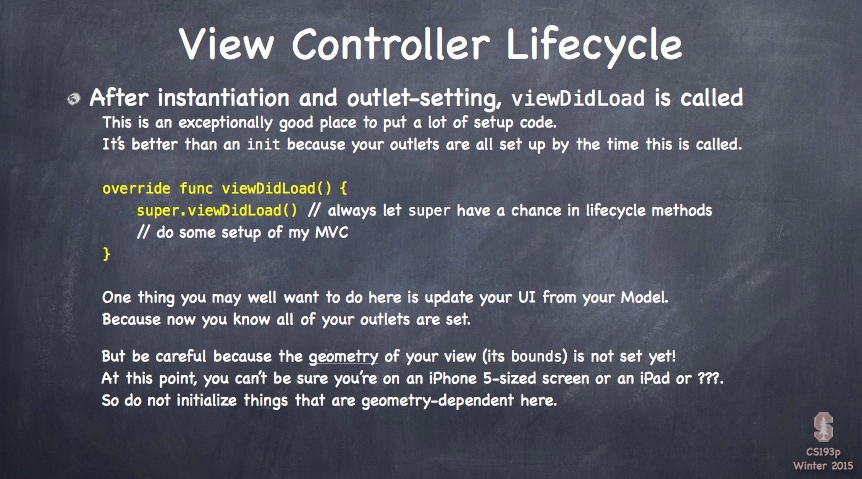 View Controller Lifecycle
After instantiation and outlet-setting, viewDidLoad is called
This is an exceptionally good place to put a lot of setup code.
It's better than an init because your outlets are all set up by the time this is called.
override func viewDidLoad() {
super.viewDidLoad() // always let super have a chance in lifecycle methods
// do some setup of my MVC
}
One thing you may well want to do here is update your UI from your Model.
Because now you know all of your outlets are set.
But be careful because the geometry of your view (its bounds) is not set yet!
At this point, you can't be sure you're on an iPhone 5-sized screen or an iPad or ???.
So do not initialize things that are geometry-dependent here.
CS193p
Winter 2015